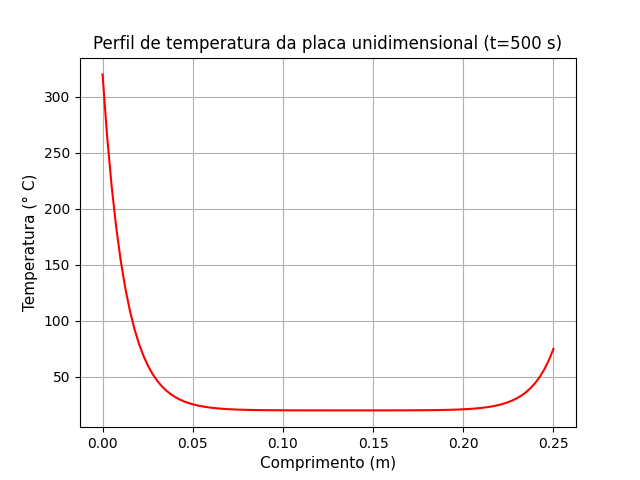 Perfil de temperatura da placa unidimensional (t=500 s)
300
250
200
150
100
50
Temperatura (° C)
0.00 0.05 0.10 0.15 0.20 0.25
Comprimento (m)